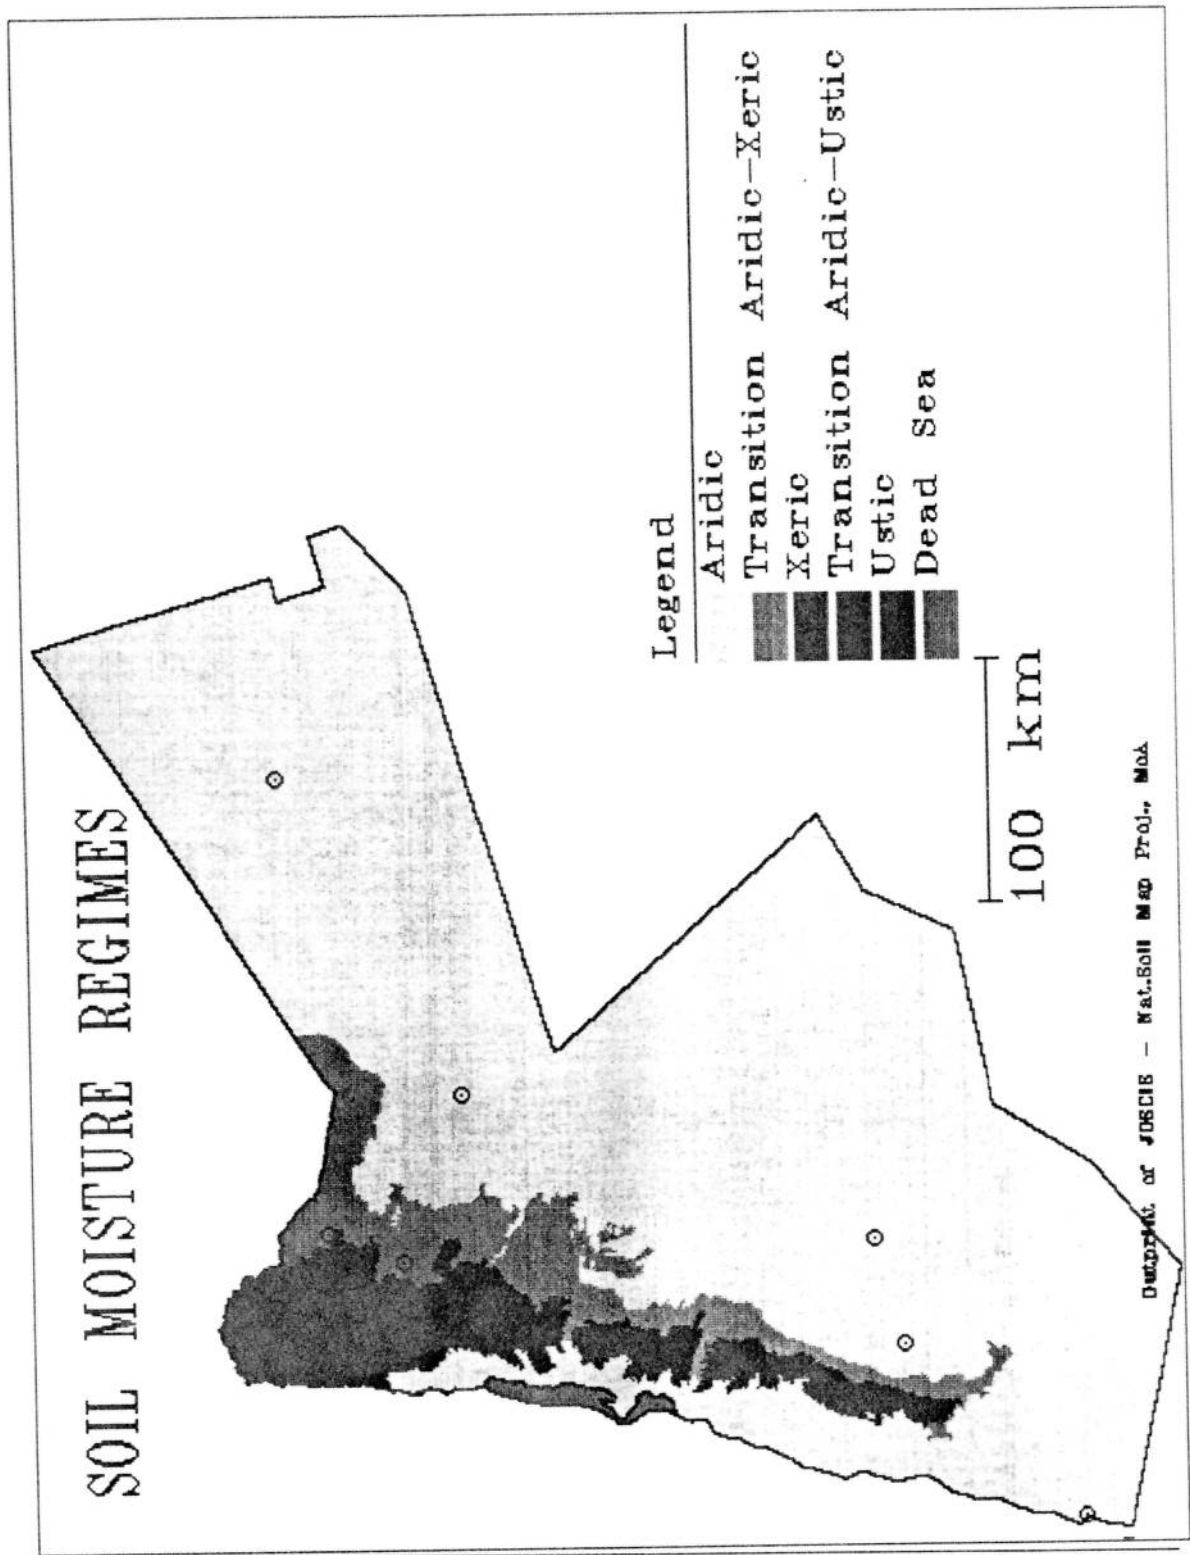 SOIL MOISTURE REGIMES
Legend
Aridic
Transition Aridic-Xeric
Xeric
Transition Aridic-Ustic
Ustic
Dead Sea
100 km
Outprint of JOSCIS - Nat.Soil Map Proj., MoA